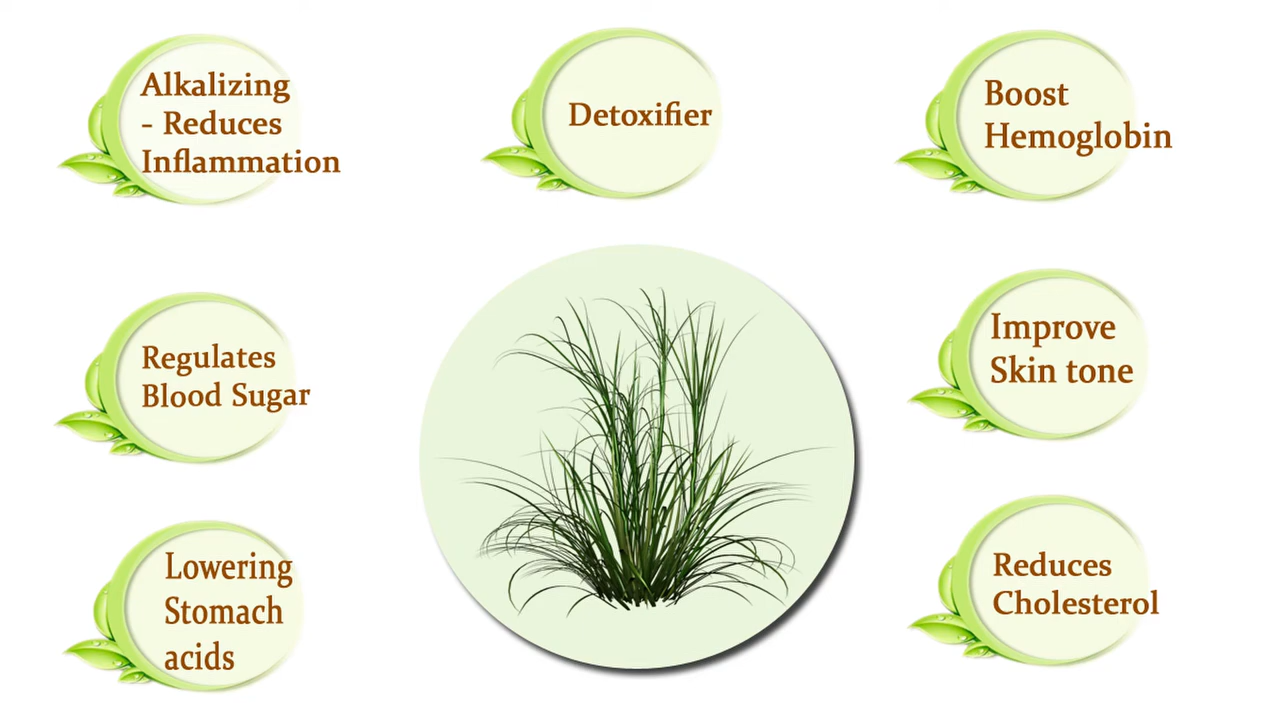 Alkalizing
- Reduces
Inflammation
Detoxifier
Boost
Hemoglobin
Regulates
Blood Sugar
Improve
Skin tone
Lowering
Stomach
acids
Reduces
Cholesterol